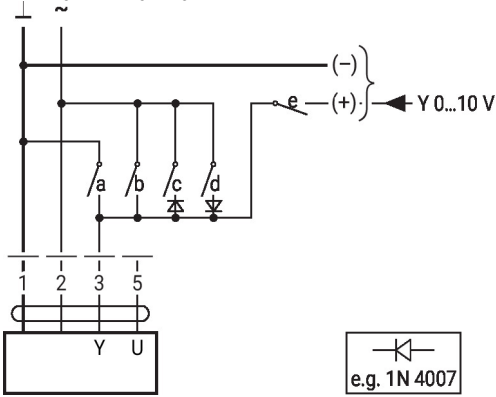 ⊥ ~
(−)
e (+) Y 0...10 V
a b c d
1 2 3 5
Y U
e.g. 1N 4007